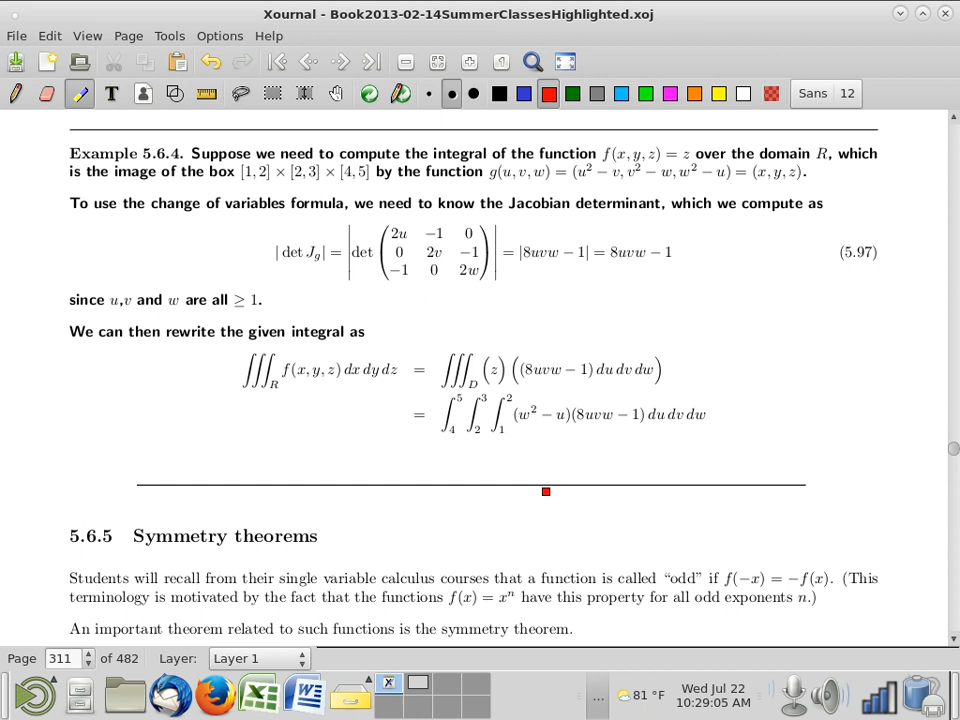 Xournal - Book2013-02-14SummerClassesHighlighted.xoj
File Edit View Page Tools Options Help
Sans 12
Example 5.6.4. Suppose we need to compute the integral of the function f(x, y, z) = z over the domain R, which
is the image of the box [1, 2] × [2, 3] × [4, 5] by the function g(u, v, w) = (u² − v, v² − w, w² − u) = (x, y, z).
To use the change of variables formula, we need to know the Jacobian determinant, which we compute as
| det J_g| = |det (2u −1 0
0 2v −1
−1 0 2w)| = |8uvw − 1| = 8uvw − 1 (5.97)
since u,v and w are all ≥ 1.
We can then rewrite the given integral as
∭_R f(x, y, z) dx dy dz = ∭_D (z) ((8uvw − 1) du dv dw)
= ∫_4^5 ∫_2^3 ∫_1^2 (w² − u)(8uvw − 1) du dv dw
5.6.5 Symmetry theorems
Students will recall from their single variable calculus courses that a function is called “odd” if f(−x) = −f(x). (This
terminology is motivated by the fact that the functions f(x) = xⁿ have this property for all odd exponents n.)
An important theorem related to such functions is the symmetry theorem.
Page 311 of 482 Layer: Layer 1
... 81 °F Wed Jul 22
10:29:05 AM